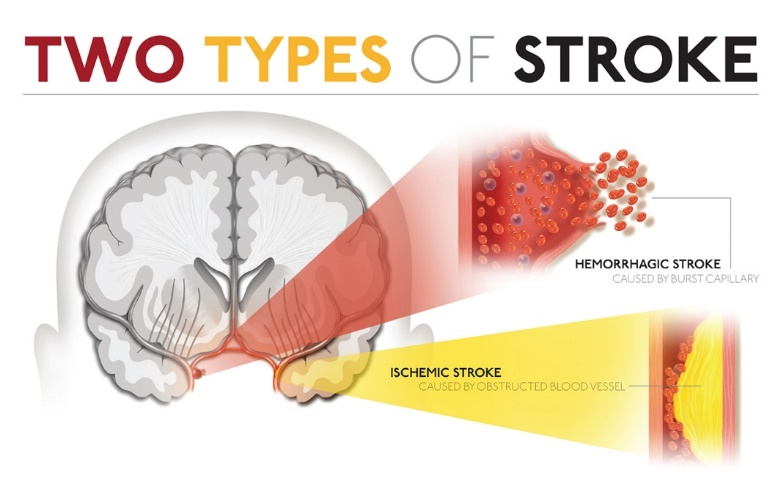 TWO TYPES OF STROKE
HEMORRHAGIC STROKE
CAUSED BY BURST CAPILLARY
ISCHEMIC STROKE
CAUSED BY OBSTRUCTED BLOOD VESSEL